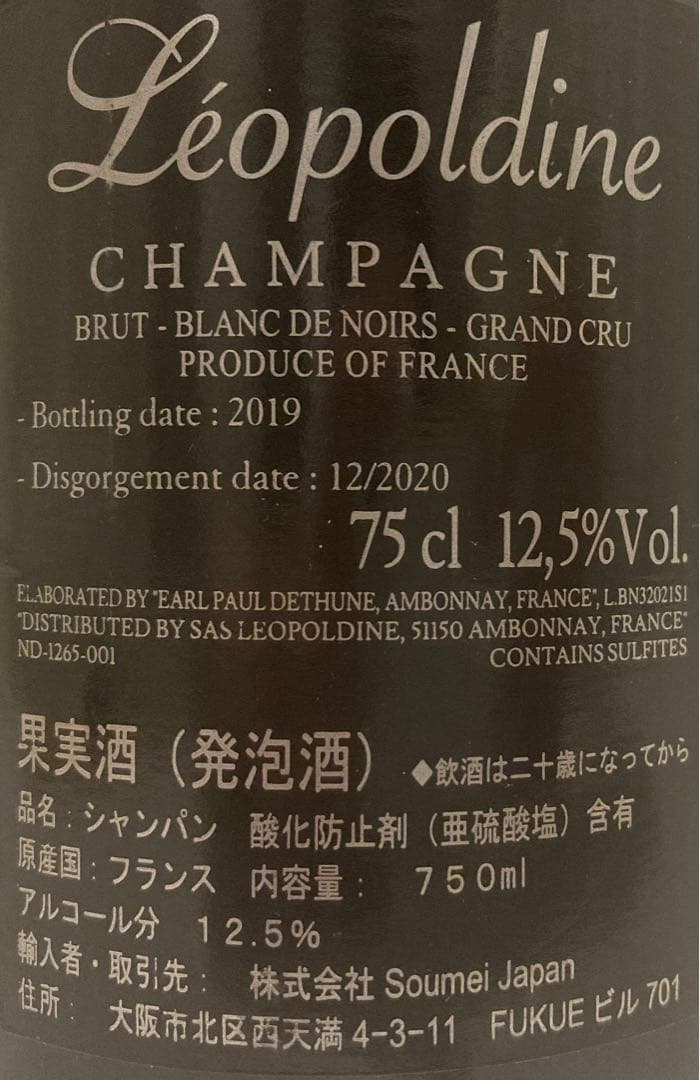 Léopoldine
CHAMPAGNE
BRUT - BLANC DE NOIRS - GRAND CRU
PRODUCE OF FRANCE
- Bottling date : 2019
- Disgorgement date : 12/2020
75 cl 12,5%Vol.
ELABORATED BY "EARL PAUL DETHUNE, AMBONNAY, FRANCE", L.BN32021S1
"DISTRIBUTED BY SAS LEOPOLDINE, 51150 AMBONNAY, FRANCE"
ND-1265-001 CONTAINS SULFITES
果実酒（発泡酒） ◆飲酒は二十歳になってから
品名：シャンパン 酸化防止剤（亜硫酸塩）含有
原産国：フランス 内容量： 750ml
アルコール分 12.5%
輸入者・取引先： 株式会社 Soumei Japan
住所： 大阪市北区西天満 4-3-11 FUKUE ビル 701